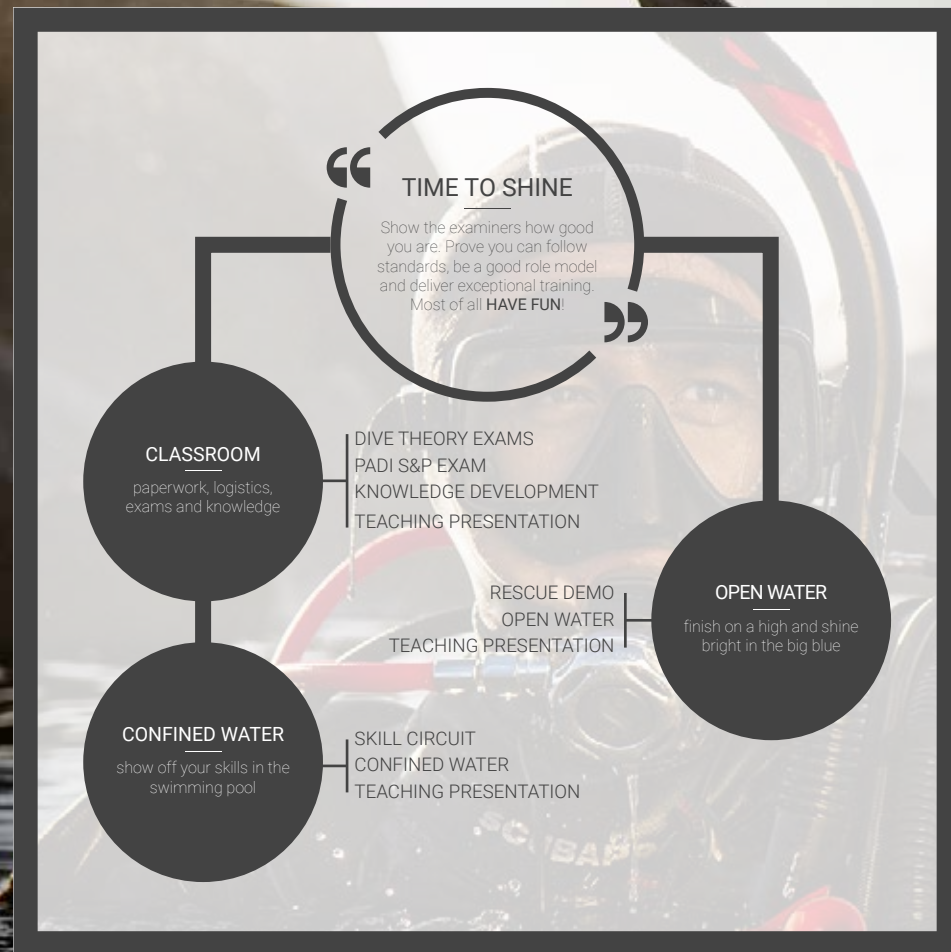 TIME TO SHINE
Show the examiners how good
you are. Prove you can follow
standards, be a good role model
and deliver exceptional training.
Most of all HAVE FUN!
CLASSROOM
paperwork, logistics,
exams and knowledge
DIVE THEORY EXAMS
PADI S&P EXAM
KNOWLEDGE DEVELOPMENT
TEACHING PRESENTATION
OPEN WATER
finish on a high and shine
bright in the big blue
RESCUE DEMO
OPEN WATER
TEACHING PRESENTATION
CONFINED WATER
show off your skills in the
swimming pool
SKILL CIRCUIT
CONFINED WATER
TEACHING PRESENTATION